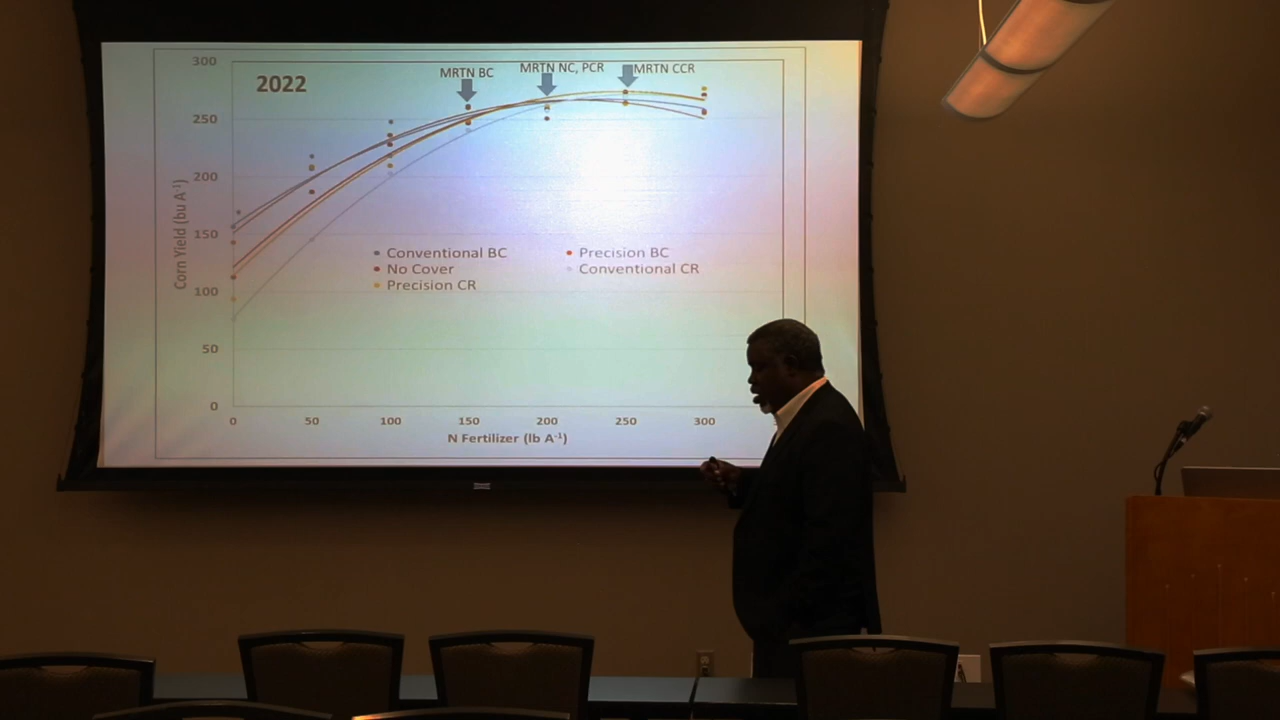 300
2022
MRTN BC
MRTN NC, PCR
MRTN CCR
250
200
150
100
50
0
Corn Yield (bu A⁻¹)
Conventional BC
Precision BC
No Cover
Conventional CR
Precision CR
0 50 100 150 200 250 300
N Fertilizer (lb A⁻¹)